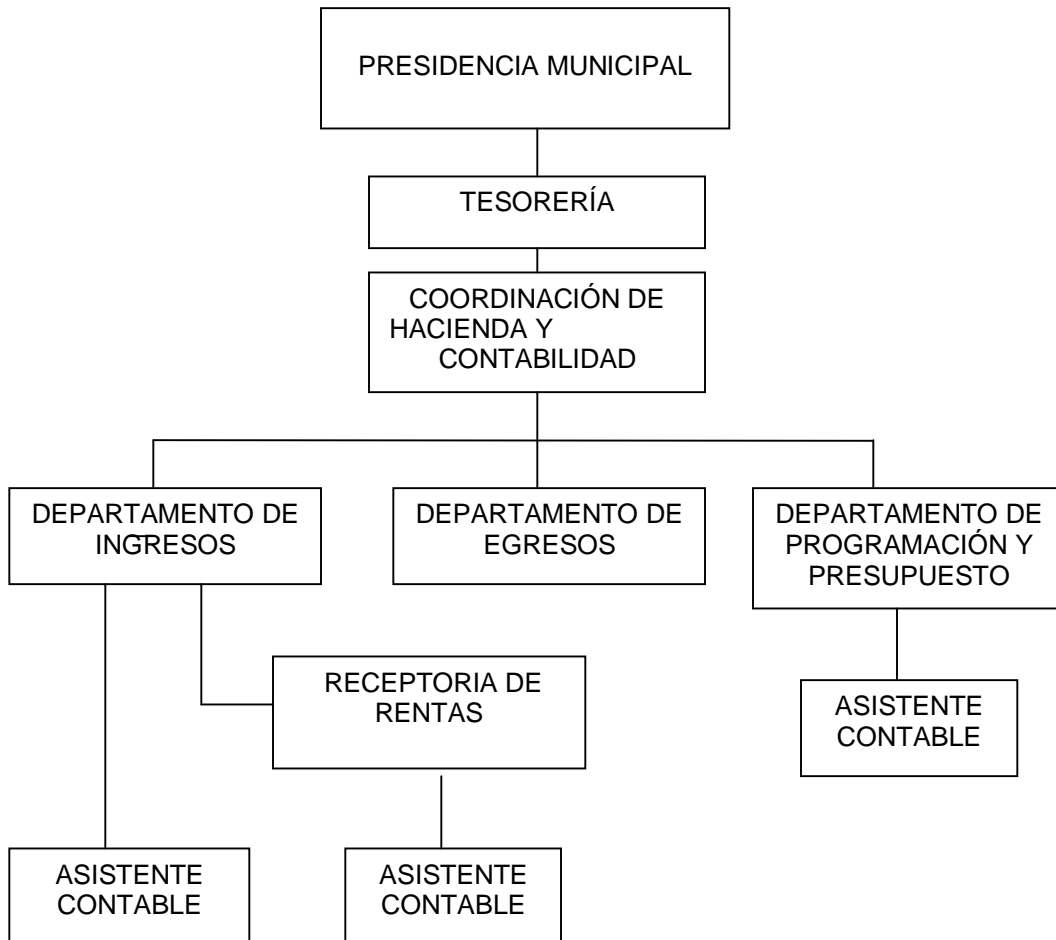 PRESIDENCIA MUNICIPAL
TESORERÍA
COORDINACIÓN DE
HACIENDA Y
CONTABILIDAD
DEPARTAMENTO DE
INGRESOS
DEPARTAMENTO DE
EGRESOS
DEPARTAMENTO DE
PROGRAMACIÓN Y
PRESUPUESTO
RECEPTORIA DE
RENTAS
ASISTENTE
CONTABLE
ASISTENTE
CONTABLE
ASISTENTE
CONTABLE